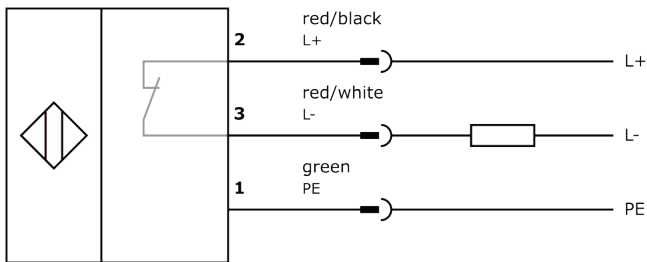 red/black
2 L+
L+
red/white
3 L-
L-
green
1 PE
PE